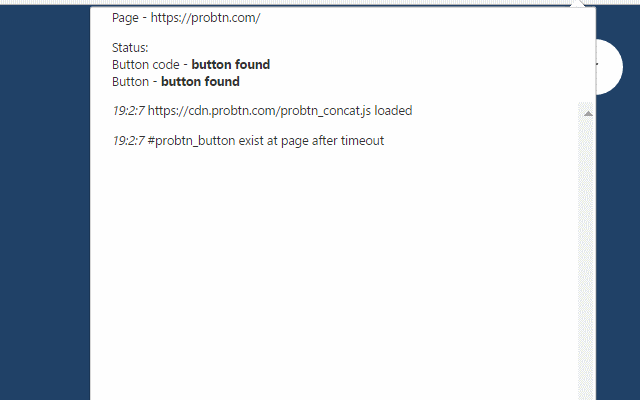 Page - https://probtn.com/
Status:
Button code - button found
Button - button found
19:2:7 https://cdn.probtn.com/probtn_concat.js loaded
19:2:7 #probtn_button exist at page after timeout